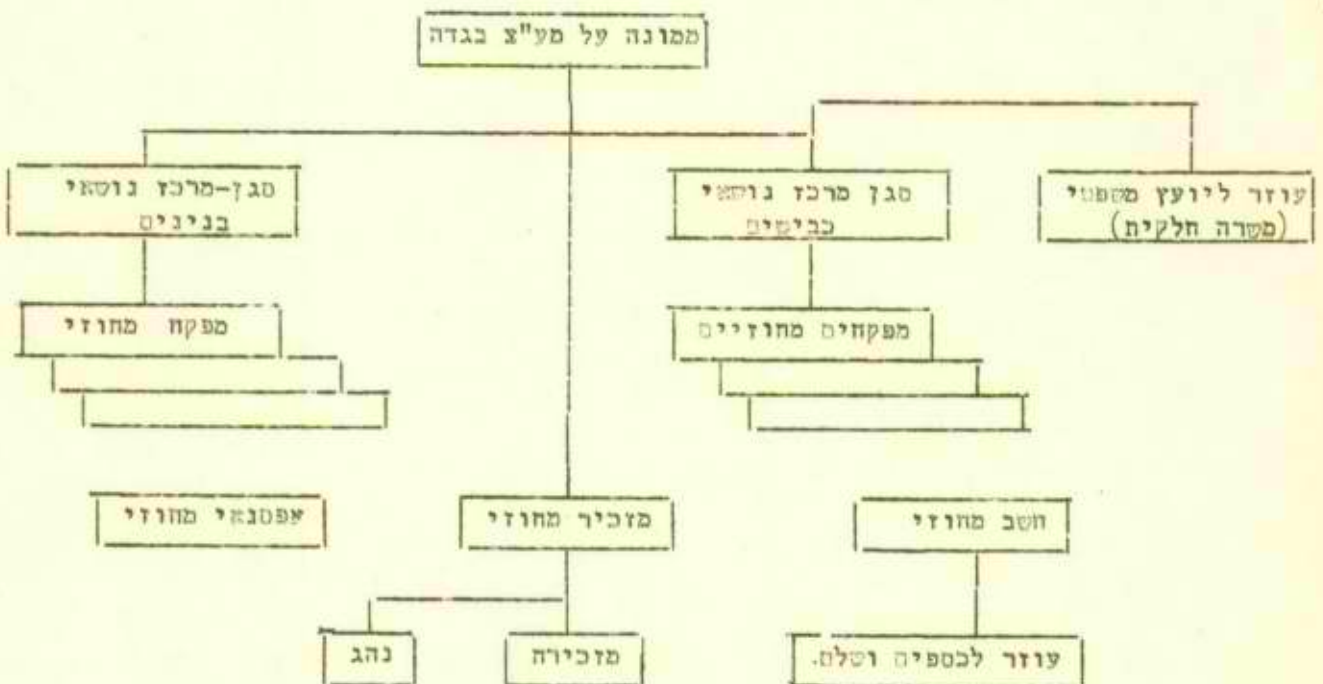 ממונה על מע"צ בגדה
עוזר ליועץ משפטי
(משרה חלקית)
סגן מרכז נושאי
כבישים
סגן-מרכז נושאי
בנינים
מפקחים מחוזיים
מפקח מחוזי
חשב מחוזי
מזכיר מחוזי
אפסנאי מחוזי
עוזר לכספים ושלם.
מזכירה
נהג